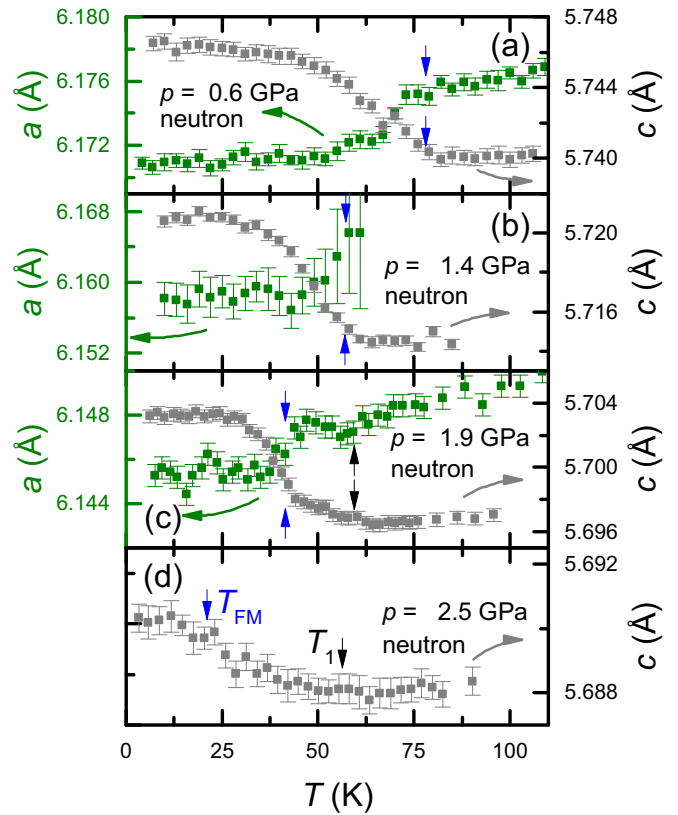 6.180
5.748
(a)
6.176
5.744
a (Å)
p = 0.6 GPa
neutron
c (Å)
6.172
5.740
6.168
(b)
5.720
a (Å)
6.160
p = 1.4 GPa
neutron
c (Å)
5.716
6.152
6.148
5.704
a (Å)
p = 1.9 GPa
neutron
5.700
c (Å)
6.144
(c)
5.696
(d)
5.692
T_FM
p = 2.5 GPa
neutron
T_1
c (Å)
5.688
0 25 50 75 100
T (K)